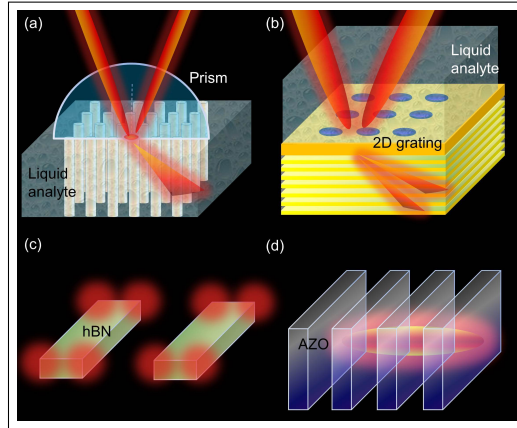 (a)
Prism
Liquid
analyte
(b)
Liquid
analyte
2D grating
(c)
hBN
(d)
AZO